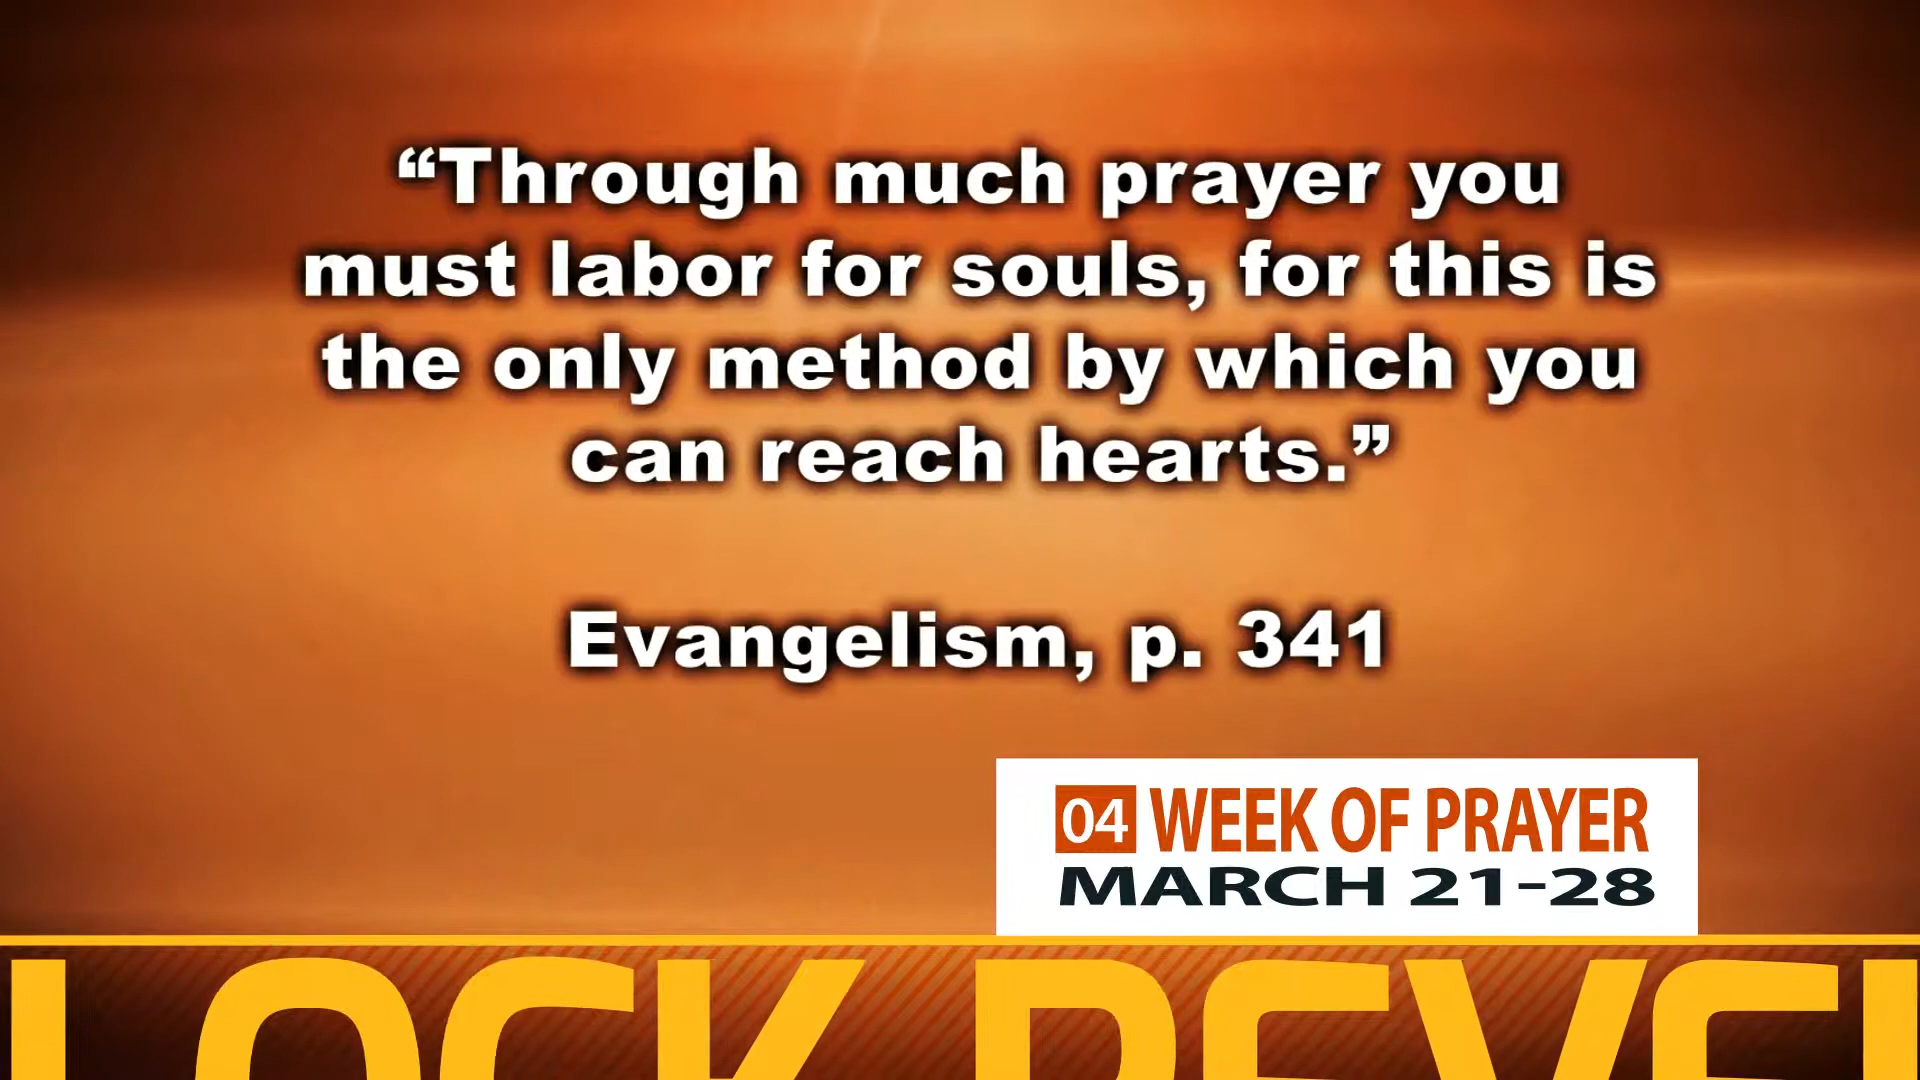 “Through much prayer you
must labor for souls, for this is
the only method by which you
can reach hearts.”
Evangelism, p. 341
04 WEEK OF PRAYER
MARCH 21-28